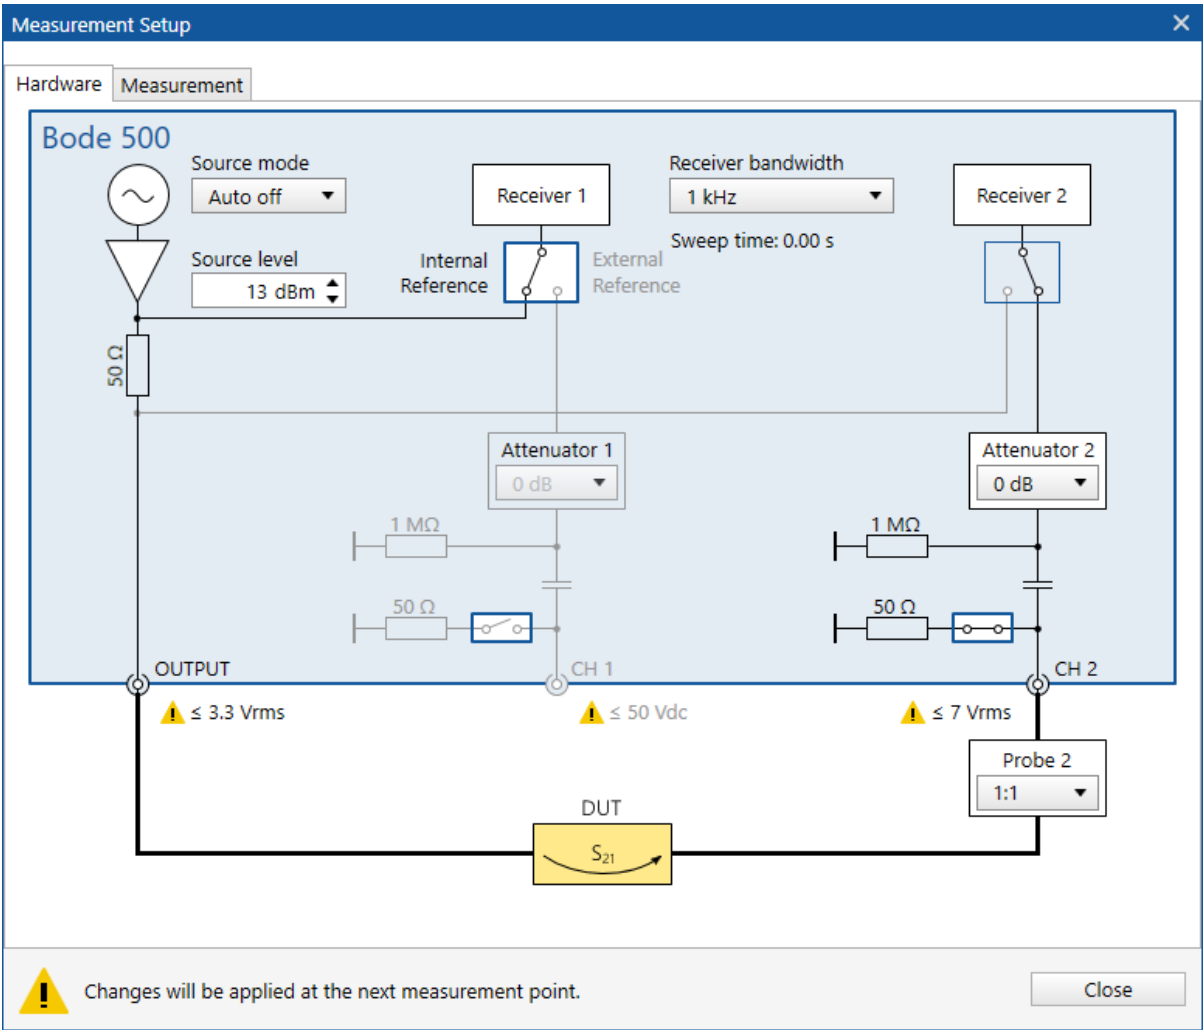 Measurement Setup
Hardware
Measurement
Bode 500
Source mode
Auto off
Receiver 1
Receiver bandwidth
1 kHz
Receiver 2
Sweep time: 0.00 s
Source level
13 dBm
Internal
Reference
External
Reference
50 Ω
Attenuator 1
0 dB
Attenuator 2
0 dB
1 MΩ
1 MΩ
50 Ω
50 Ω
OUTPUT
CH 1
CH 2
≤ 3.3 Vrms
≤ 50 Vdc
≤ 7 Vrms
Probe 2
1:1
DUT
S21
Changes will be applied at the next measurement point.
Close